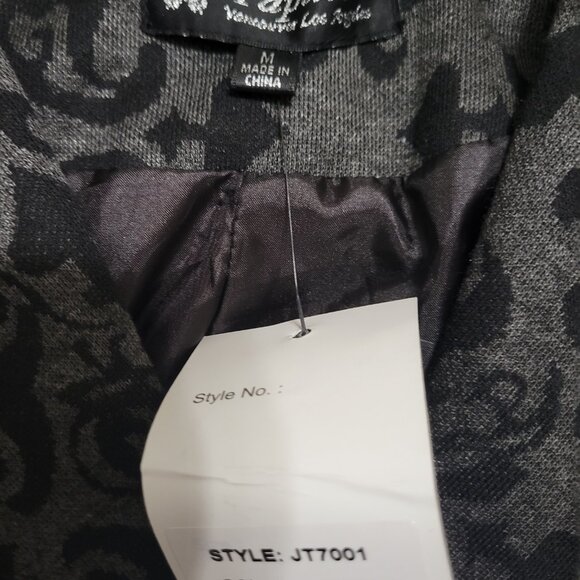 Vancouver Los Angeles
M
MADE IN
CHINA
Style No. :
STYLE: JT7001